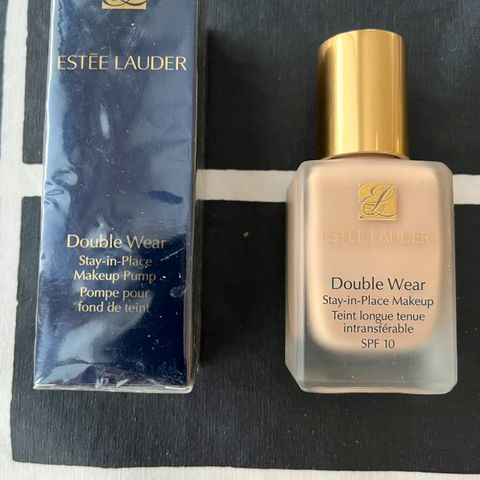 ESTĒE LAUDER
Double Wear
Stay-in-Place
Makeup Pump
Pompe pour
fond de teint
ESTĒE LAUDER
Double Wear
Stay-in-Place Makeup
Teint longue tenue
intransférable
SPF 10